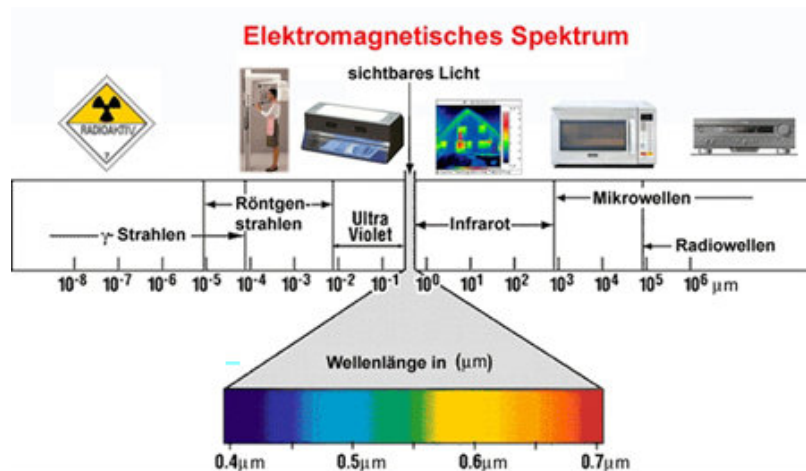 Elektromagnetisches Spektrum
sichtbares Licht
RADIOAKTIV
7
γ- Strahlen
Röntgen-
strahlen
Ultra
Violet
Infrarot
Mikrowellen
Radiowellen
10⁻⁸ 10⁻⁷ 10⁻⁶ 10⁻⁵ 10⁻⁴ 10⁻³ 10⁻² 10⁻¹ 10⁰ 10¹ 10² 10³ 10⁴ 10⁵ 10⁶ µm
Wellenlänge in (µm)
0.4µm 0.5µm 0.6µm 0.7µm